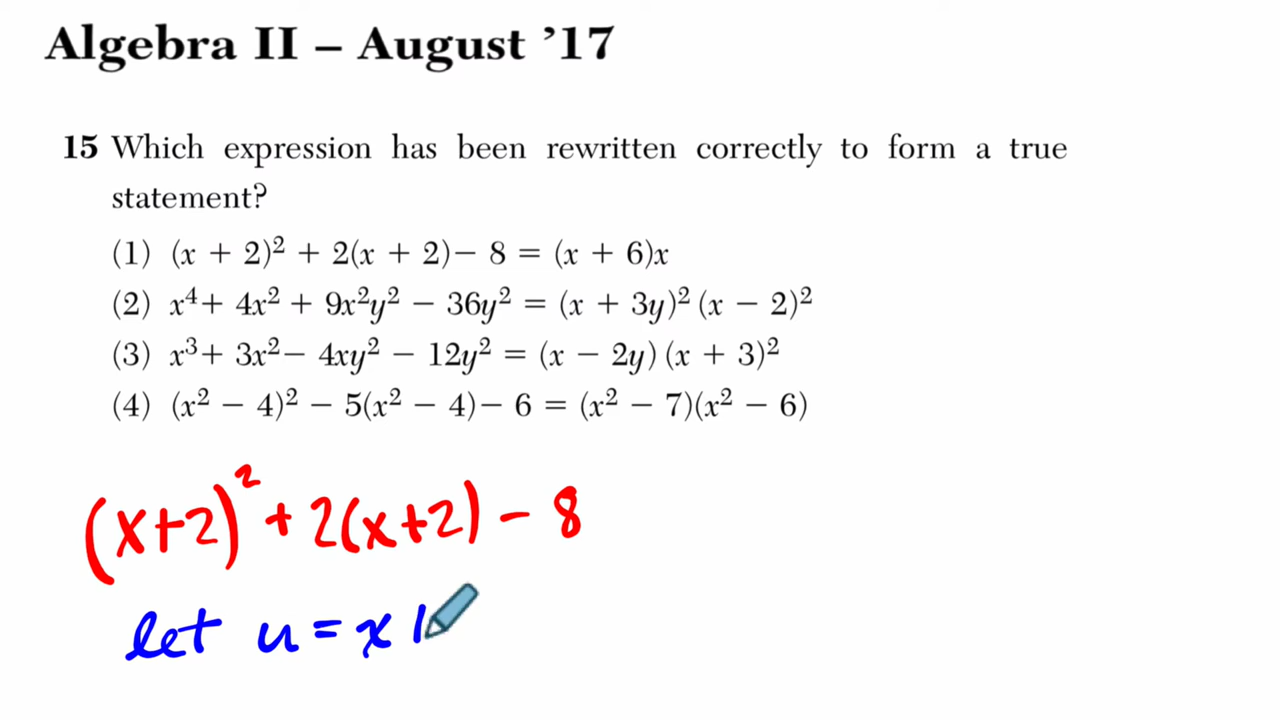 Algebra II – August ’17
15 Which expression has been rewritten correctly to form a true
statement?
(1) (x + 2)² + 2(x + 2)– 8 = (x + 6)x
(2) x⁴+ 4x² + 9x²y² – 36y² = (x + 3y)² (x – 2)²
(3) x³+ 3x²– 4xy² – 12y² = (x – 2y) (x + 3)²
(4) (x² – 4)² – 5(x² – 4)– 6 = (x² – 7)(x² – 6)
(x+2)² + 2(x+2) – 8
let u = x